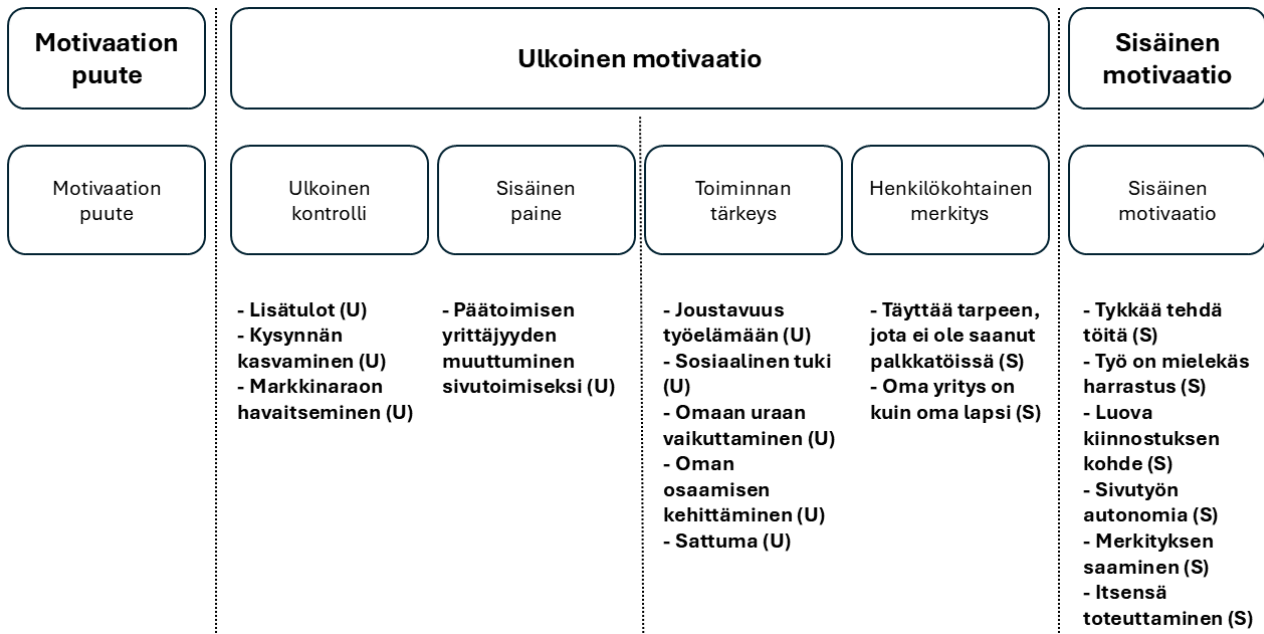 Motivaation
puute
Ulkoinen motivaatio
Sisäinen
motivaatio
Motivaation
puute
Ulkoinen
kontrolli
Sisäinen
paine
Toiminnan
tärkeys
Henkilökohtainen
merkitys
Sisäinen
motivaatio
- Lisätulot (U)
- Kysynnän
kasvaminen (U)
- Markkinaraon
havaitseminen (U)
- Päätoimisen
yrittäjyyden
muuttuminen
sivutoimiseksi (U)
- Joustavuus
työelämään (U)
- Sosiaalinen tuki
(U)
- Omaan uraan
vaikuttaminen (U)
- Oman
osaamisen
kehittäminen (U)
- Sattuma (U)
- Täyttää tarpeen,
jota ei ole saanut
palkkatöissä (S)
- Oma yritys on
kuin oma lapsi (S)
- Tykkää tehdä
töitä (S)
- Työ on mielekäs
harrastus (S)
- Luova
kiinnostuksen
kohde (S)
- Sivutyön
autonomia (S)
- Merkityksen
saaminen (S)
- Itsensä
toteuttaminen (S)